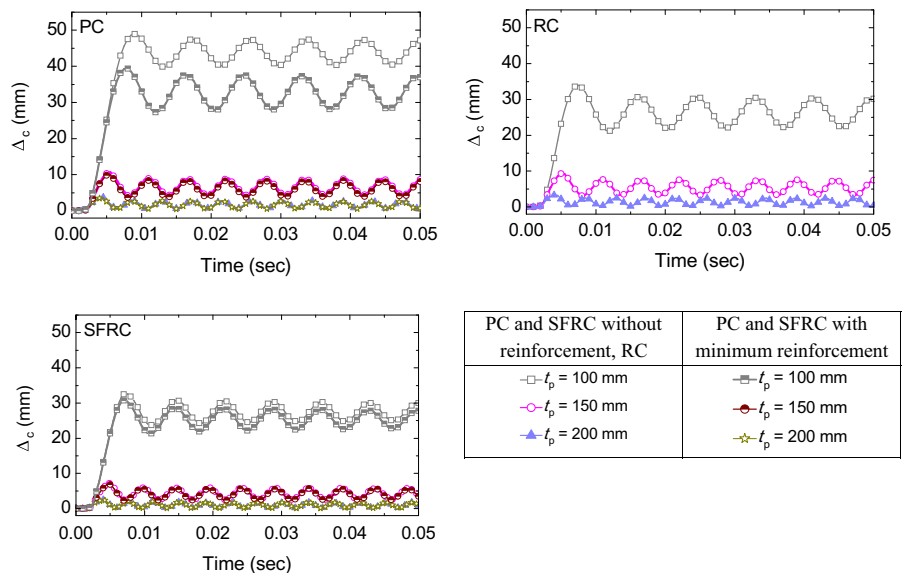 PC
50
40
30
20
10
0
Δc (mm)
0.00 0.01 0.02 0.03 0.04 0.05
Time (sec)
RC
50
40
30
20
10
0
Δc (mm)
0.00 0.01 0.02 0.03 0.04 0.05
Time (sec)
SFRC
50
40
30
20
10
0
Δc (mm)
0.00 0.01 0.02 0.03 0.04 0.05
Time (sec)
PC and SFRC without
reinforcement, RC
tp = 100 mm
tp = 150 mm
tp = 200 mm
PC and SFRC with
minimum reinforcement
tp = 100 mm
tp = 150 mm
tp = 200 mm